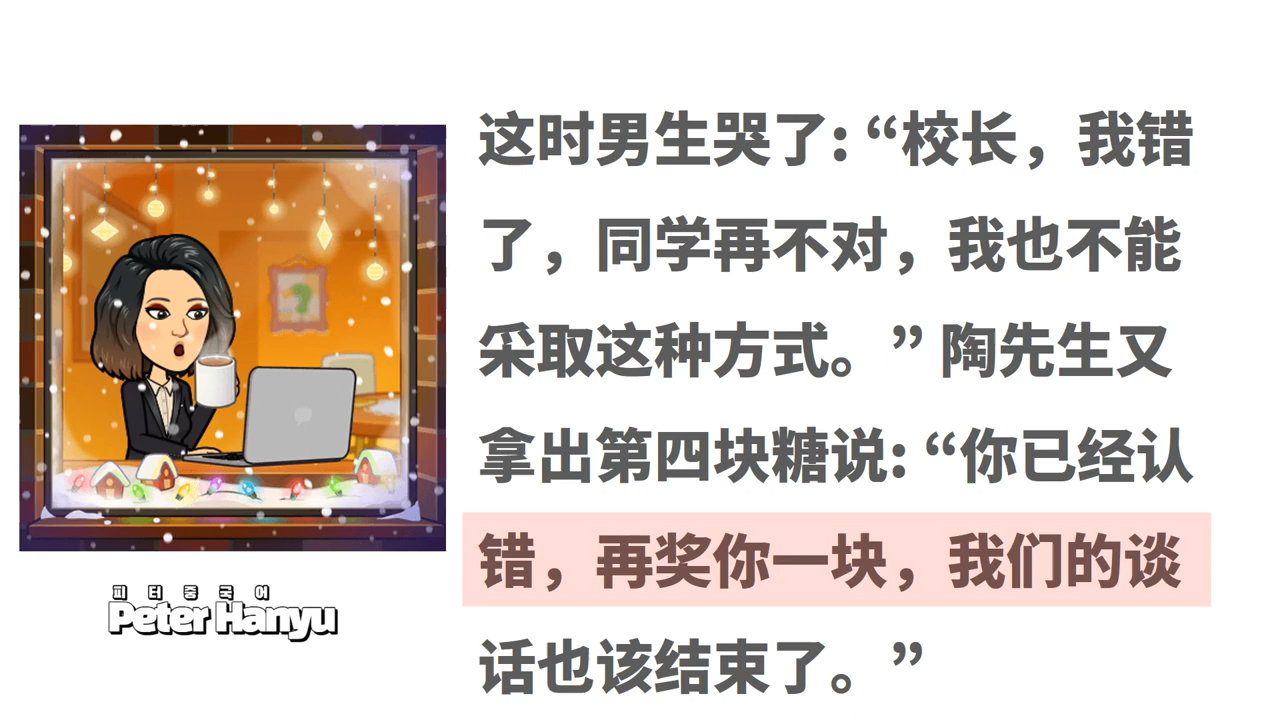 这时男生哭了: “校长，我错
了，同学再不对，我也不能
采取这种方式。” 陶先生又
拿出第四块糖说: “你已经认
错，再奖你一块，我们的谈
话也该结束了。”
피터중국어
Peter Hanyu